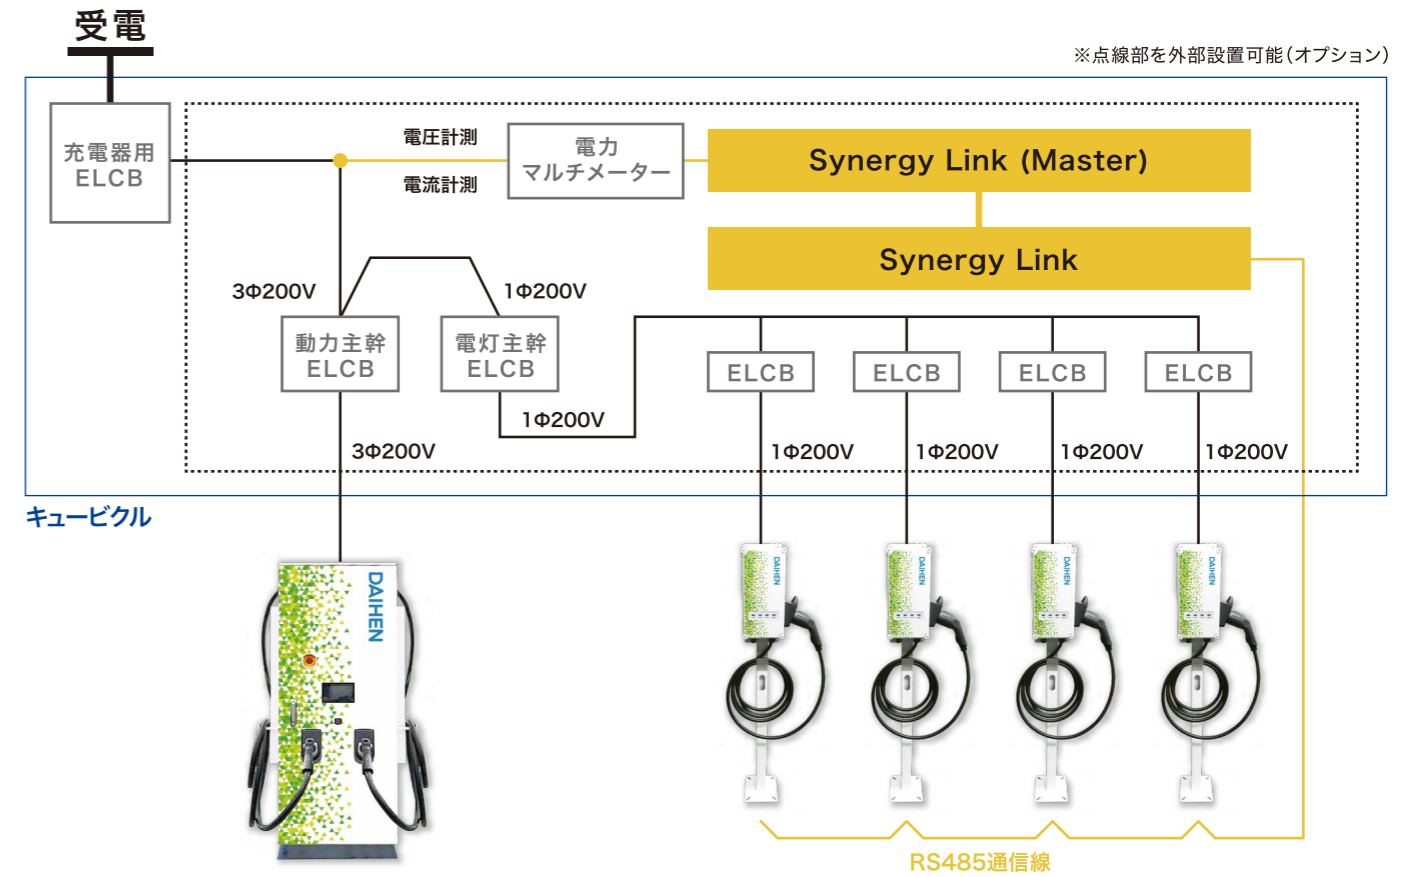 受電
※点線部を外部設置可能(オプション)
充電器用
ELCB
電圧計測
電流計測
電力
マルチメーター
Synergy Link (Master)
Synergy Link
3Φ200V
1Φ200V
動力主幹
ELCB
電灯主幹
ELCB
ELCB
ELCB
ELCB
ELCB
1Φ200V
3Φ200V
1Φ200V
1Φ200V
1Φ200V
1Φ200V
キュービクル
DAIHEN
DAIHEN
DAIHEN
DAIHEN
DAIHEN
RS485通信線